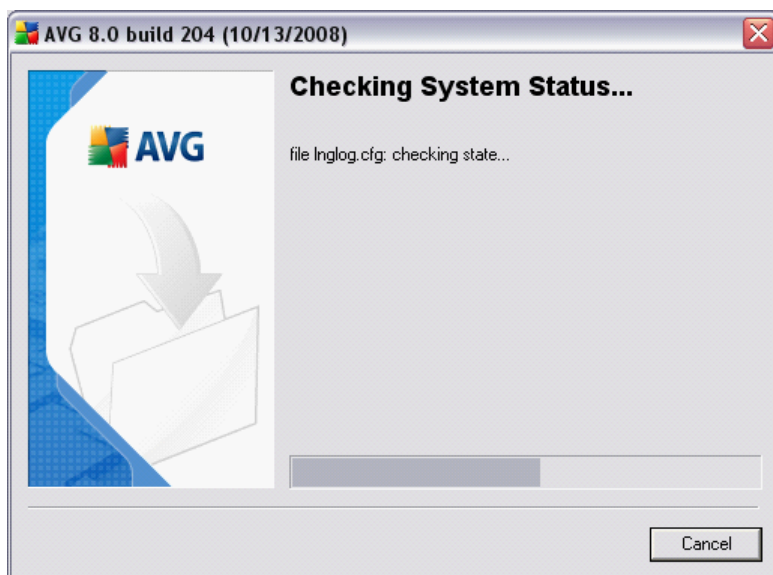 AVG 8.0 build 204 (10/13/2008)
AVG
Checking System Status...
file lnglog.cfg: checking state...
Cancel